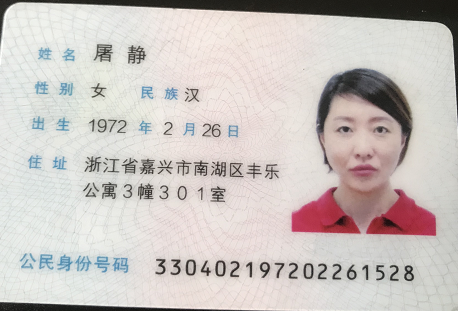 姓名 屠静
性别 女 民族 汉
出生 1972 年 2 月 26 日
住址 浙江省嘉兴市南湖区丰乐
公寓3幢301室
公民身份号码 330402197202261528